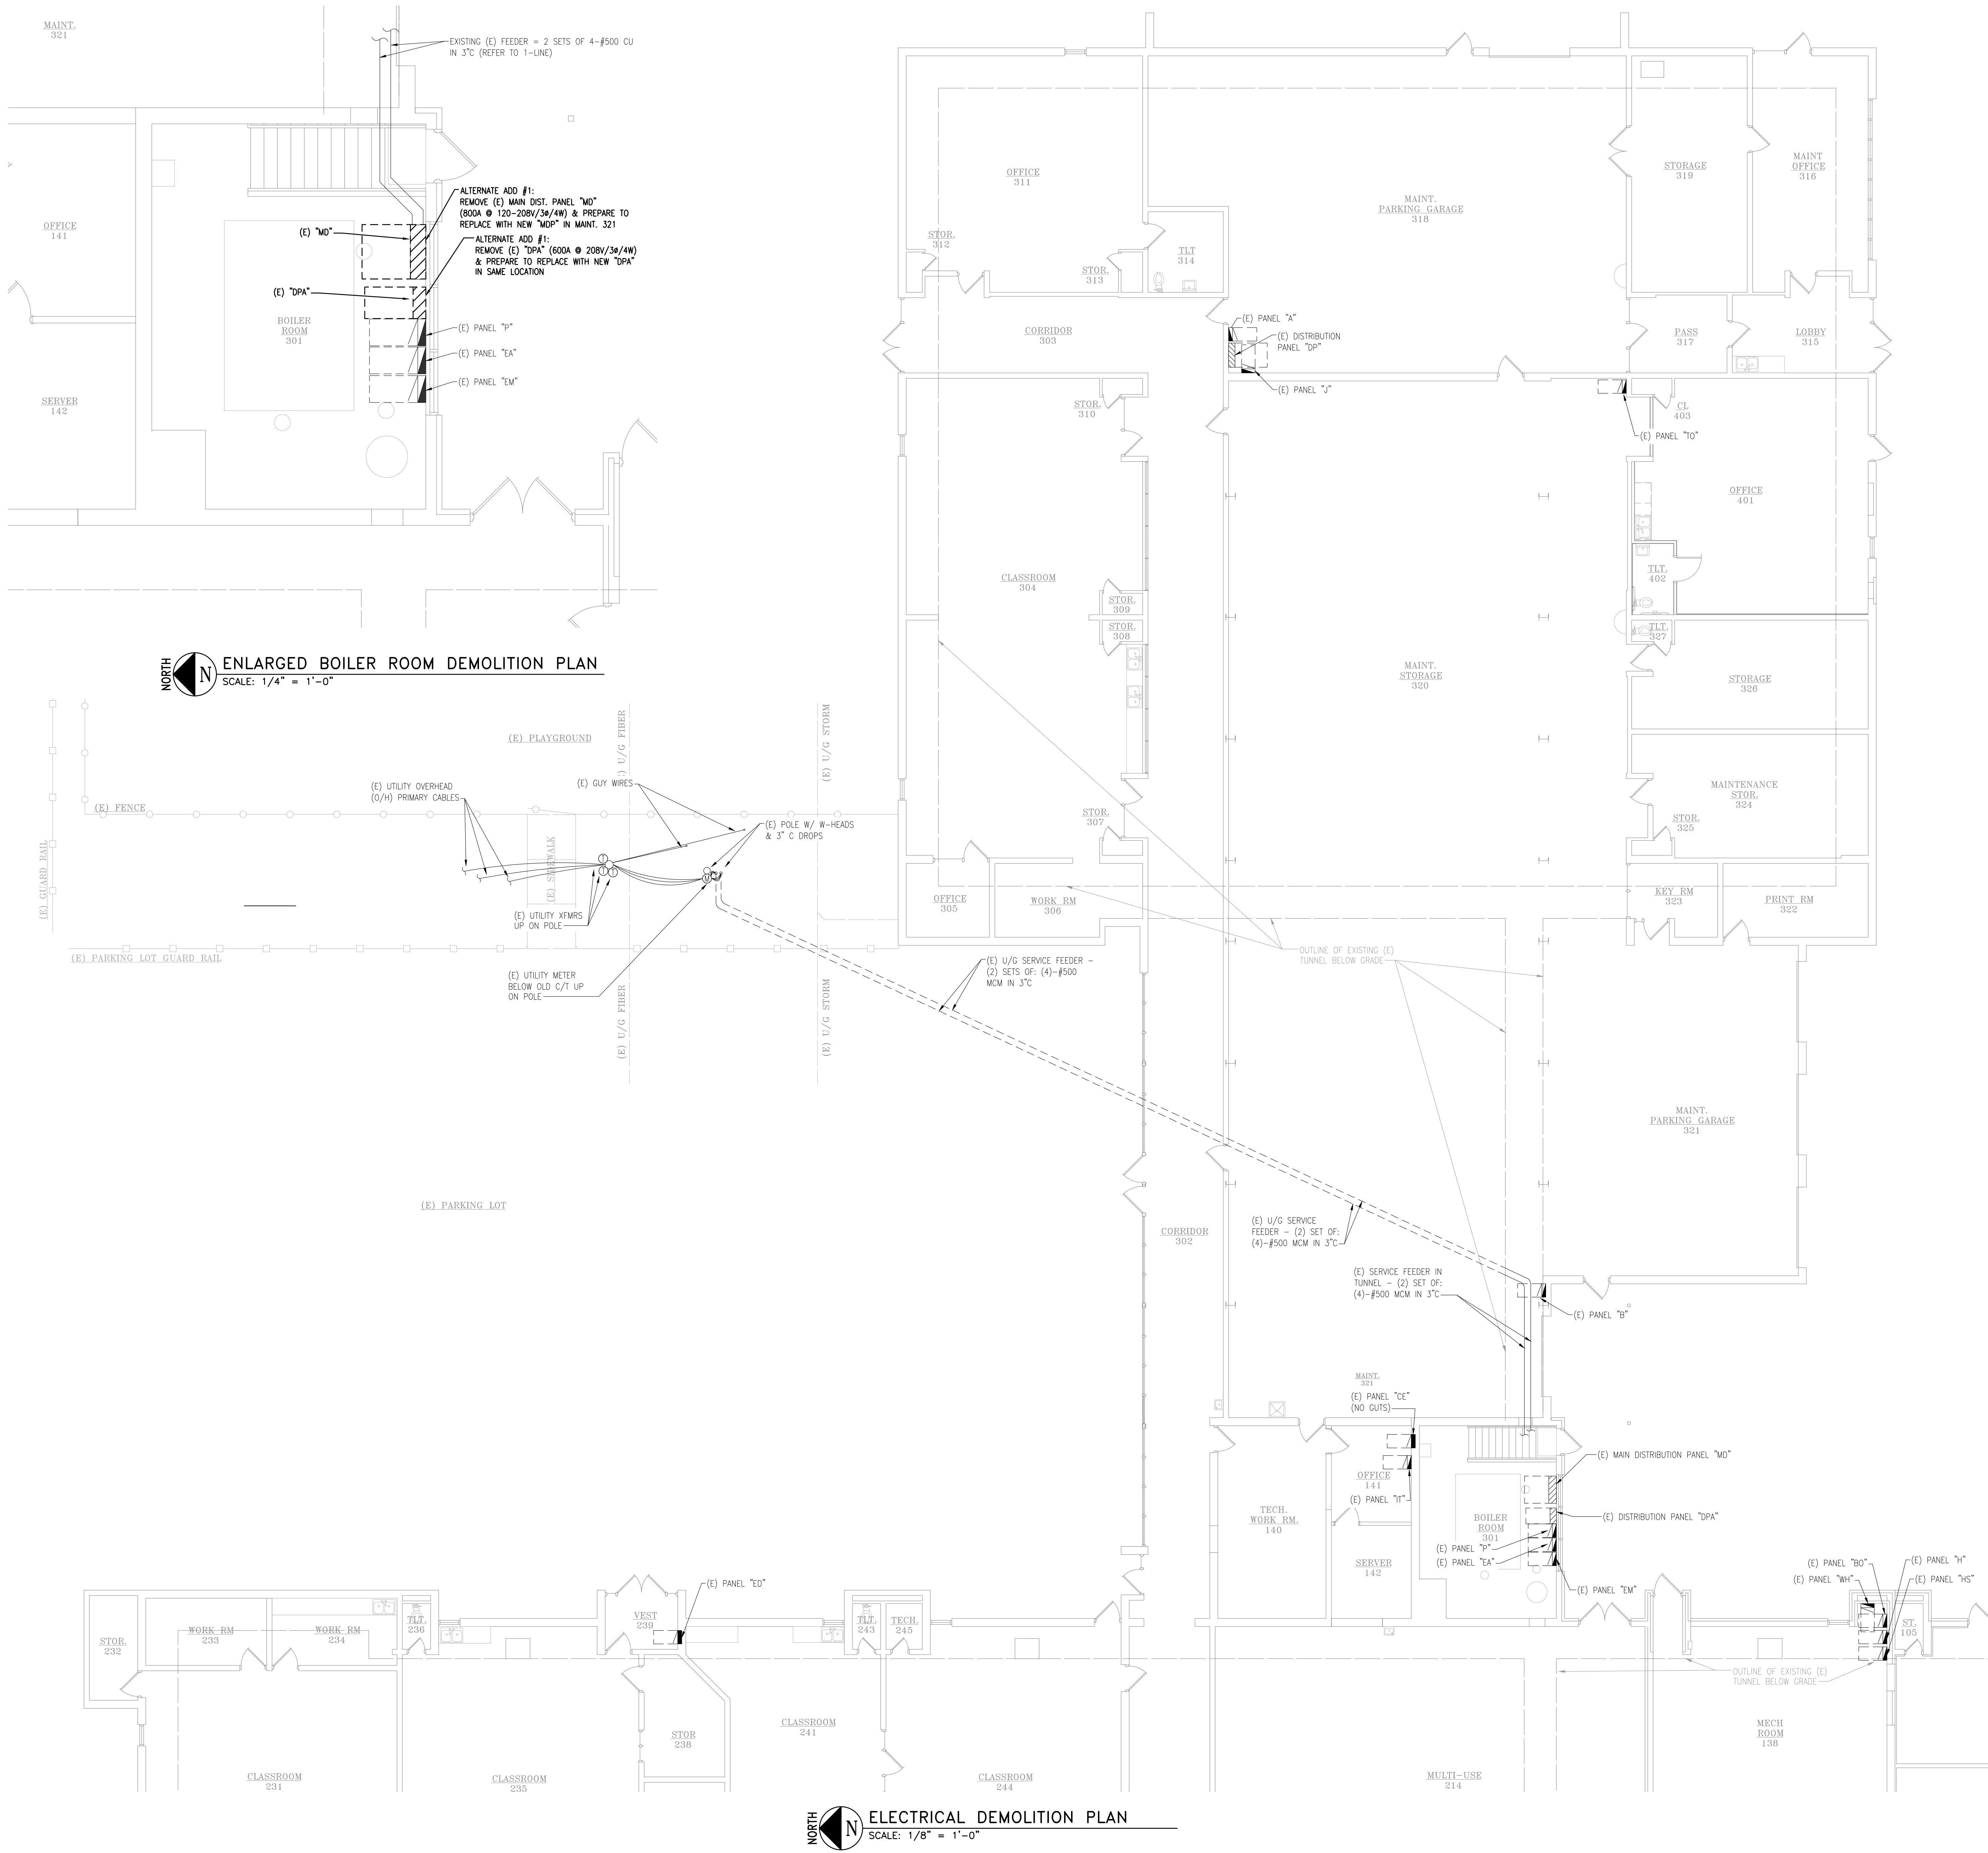 MAINT.
321
EXISTING (E) FEEDER = 2 SETS OF 4-#500 CU
IN 3"C (REFER TO 1-LINE)
ALTERNATE ADD #1:
REMOVE (E) MAIN DIST. PANEL "MD"
(800A @ 120-208V/3ø/4W) & PREPARE TO
REPLACE WITH NEW "MDP" IN MAINT. 321
ALTERNATE ADD #1:
REMOVE (E) "DPA" (600A @ 208V/3ø/4W)
& PREPARE TO REPLACE WITH NEW "DPA"
IN SAME LOCATION
OFFICE
141
(E) "MD"
(E) "DPA"
BOILER
ROOM
301
(E) PANEL "P"
(E) PANEL "EA"
(E) PANEL "EM"
SERVER
142
NORTH
N
ENLARGED BOILER ROOM DEMOLITION PLAN
SCALE: 1/4" = 1'-0"
OFFICE
311
STOR.
312
STOR.
313
TLT
314
MAINT.
PARKING GARAGE
318
STORAGE
319
MAINT
OFFICE
316
CORRIDOR
303
(E) PANEL "A"
(E) DISTRIBUTION
PANEL "DP"
(E) PANEL "J"
PASS
317
LOBBY
315
STOR.
310
CL
403
(E) PANEL "TO"
OFFICE
401
CLASSROOM
304
STOR.
309
STOR.
308
TLT.
402
TLT.
327
MAINT.
STORAGE
320
STORAGE
326
MAINTENANCE
STOR.
324
STOR.
325
STOR.
307
OFFICE
305
WORK RM
306
KEY RM
323
PRINT RM
322
(E) PLAYGROUND
(E) U/G FIBER
(E) U/G STORM
(E) UTILITY OVERHEAD
(O/H) PRIMARY CABLES
(E) GUY WIRES
(E) FENCE
(E) POLE W/ W-HEADS
& 3" C DROPS
(E) GUARD RAIL
(E) SIDEWALK
T
T
T
M
(E) UTILITY XFMRS
UP ON POLE
(E) PARKING LOT GUARD RAIL
(E) UTILITY METER
BELOW OLD C/T UP
ON POLE
(E) U/G FIBER
(E) U/G STORM
(E) U/G SERVICE FEEDER -
(2) SETS OF: (4)-#500
MCM IN 3"C
OUTLINE OF EXISTING (E)
TUNNEL BELOW GRADE
MAINT.
PARKING GARAGE
321
(E) PARKING LOT
CORRIDOR
302
(E) U/G SERVICE
FEEDER - (2) SET OF:
(4)-#500 MCM IN 3"C
(E) SERVICE FEEDER IN
TUNNEL - (2) SET OF:
(4)-#500 MCM IN 3"C
(E) PANEL "B"
MAINT.
321
(E) PANEL "CE"
(NO GUTS)
(E) MAIN DISTRIBUTION PANEL "MD"
OFFICE
141
(E) PANEL "IT"
TECH.
WORK RM.
140
BOILER
ROOM
301
(E) DISTRIBUTION PANEL "DPA"
(E) PANEL "P"
(E) PANEL "EA"
SERVER
142
(E) PANEL "EM"
(E) PANEL "BO"
(E) PANEL "H"
(E) PANEL "WH"
(E) PANEL "HS"
(E) PANEL "ED"
STOR.
232
WORK RM
233
WORK RM
234
TLT.
236
VEST
239
TLT.
243
TECH.
245
ST.
105
OUTLINE OF EXISTING (E)
TUNNEL BELOW GRADE
STOR
238
CLASSROOM
241
MECH
ROOM
138
CLASSROOM
231
CLASSROOM
235
CLASSROOM
244
MULTI-USE
214
NORTH
N
ELECTRICAL DEMOLITION PLAN
SCALE: 1/8" = 1'-0"